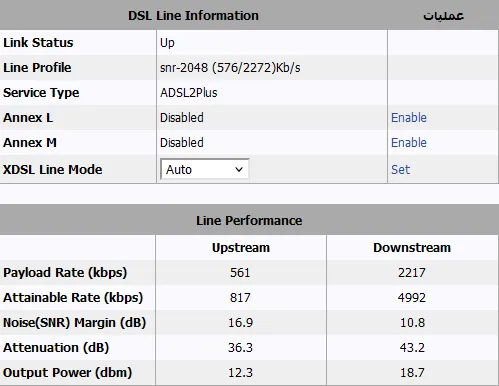 DSL Line Information عملیات
Link Status Up
Line Profile snr-2048 (576/2272)Kb/s
Service Type ADSL2Plus
Annex L Disabled Enable
Annex M Disabled Enable
XDSL Line Mode Auto Set
Line Performance
Upstream Downstream
Payload Rate (kbps) 561 2217
Attainable Rate (kbps) 817 4992
Noise(SNR) Margin (dB) 16.9 10.8
Attenuation (dB) 36.3 43.2
Output Power (dbm) 12.3 18.7